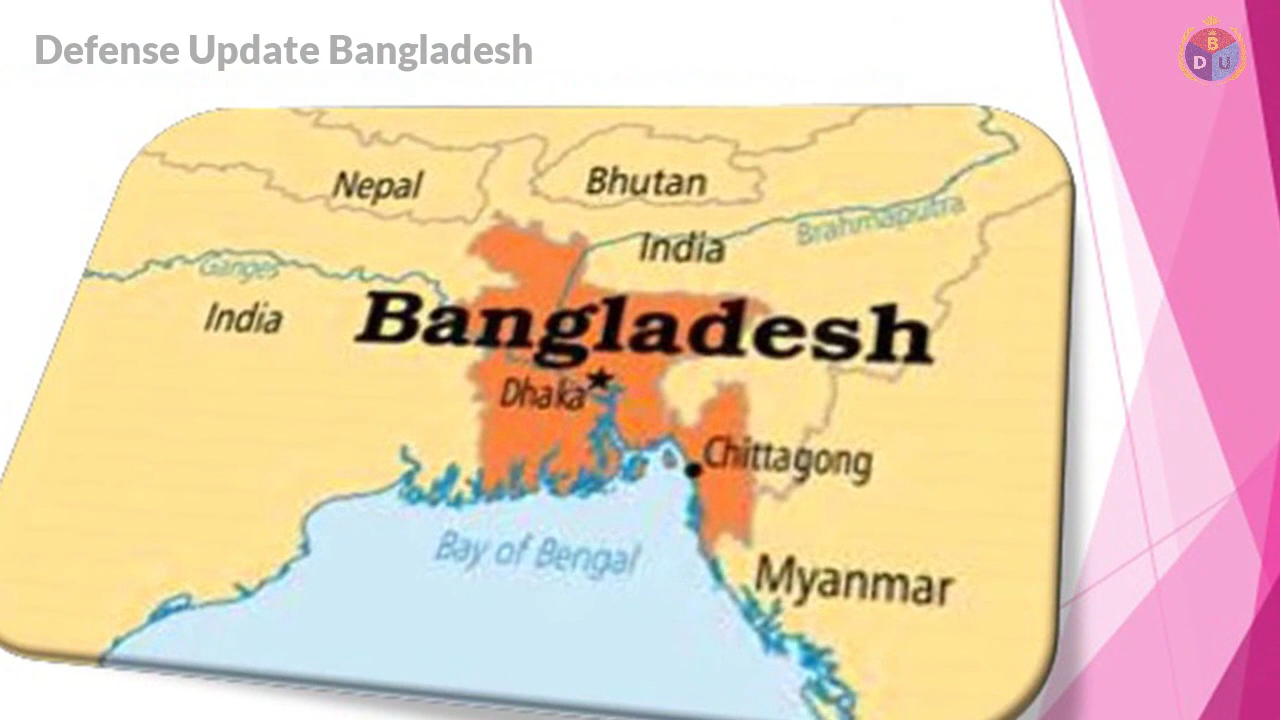 Defense Update Bangladesh
B
D U
Nepal
Bhutan
India
Brahmaputra
Ganges
India
Bangladesh
Dhaka
Chittagong
Bay of Bengal
Myanmar